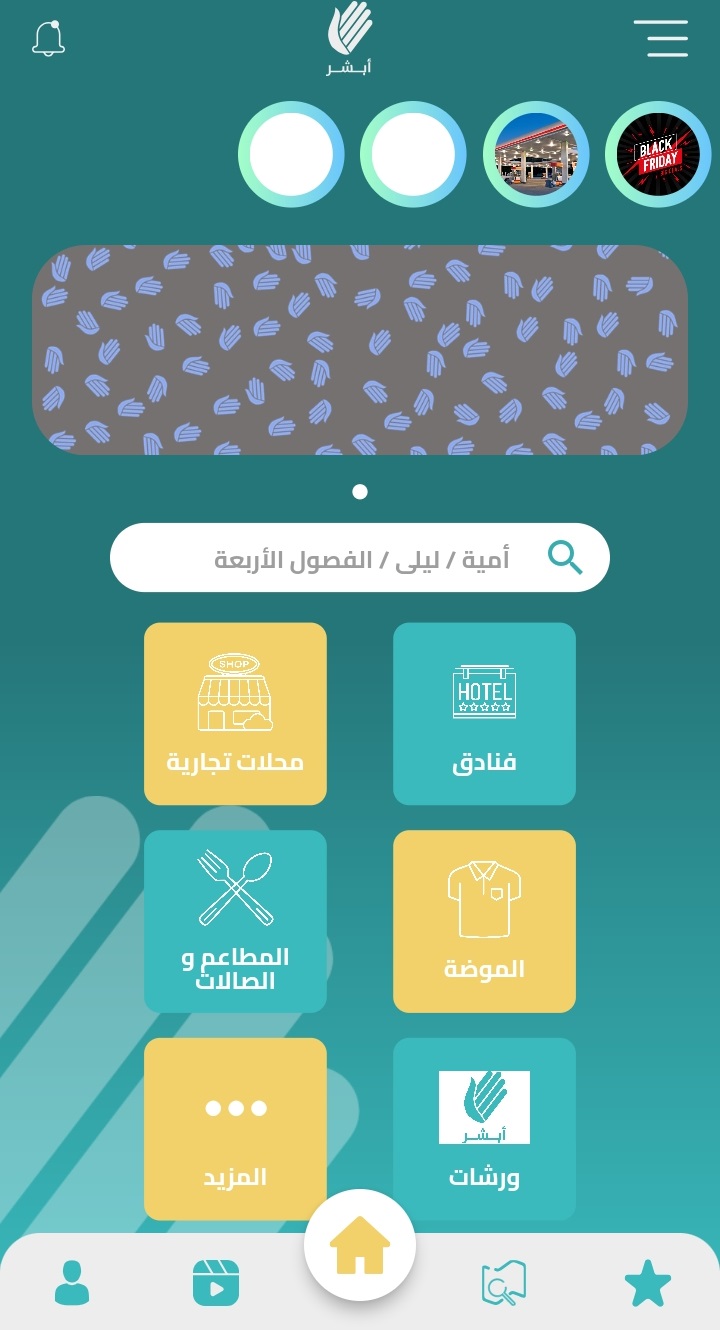 أبشر
BLACK
FRIDAY
أمية / ليلى / الفصول الأربعة
HOTEL
فنادق
SHOP
محلات تجارية
الموضة
المطاعم و
الصالات
أبشر
ورشات
المزيد